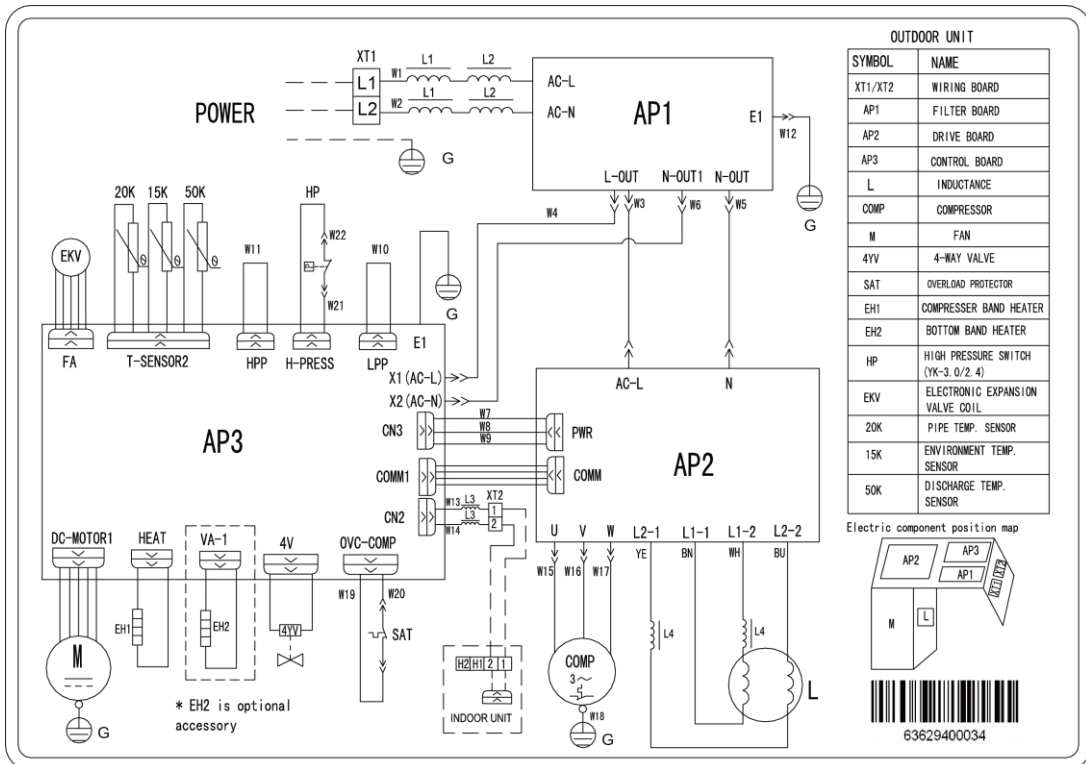 OUTDOOR UNIT
SYMBOL NAME
XT1/XT2 WIRING BOARD
AP1 FILTER BOARD
AP2 DRIVE BOARD
AP3 CONTROL BOARD
L INDUCTANCE
COMP COMPRESSOR
M FAN
4YV 4-WAY VALVE
SAT OVERLOAD PROTECTOR
EH1 COMPRESSER BAND HEATER
EH2 BOTTOM BAND HEATER
HP HIGH PRESSURE SWITCH
(YK-3.0/2.4)
EKV ELECTRONIC EXPANSION
VALVE COIL
20K PIPE TEMP. SENSOR
15K ENVIRONMENT TEMP.
SENSOR
50K DISCHARGE TEMP.
SENSOR
Electric component position map
AP2 AP3
AP1
XT1 XT2
M L
63629400034
XT1 L1 L2
L1 W1 AC-L
L1 L2
POWER L2 W2 AC-N AP1 E1
W12
G
G
L-OUT N-OUT1 N-OUT
W3 W6 W5
W4
20K 15K 50K HP
θ θ θ
EKV W11 W22 W10
W21
G
FA T-SENSOR2 HPP H-PRESS LPP E1
X1(AC-L)
X2(AC-N)
AC-L N
AP3
CN3 W7 PWR
W8
W9
AP2
COMM1 COMM
CN2 W13 L3 XT2
W14 L3 1
2
DC-MOTOR1 HEAT VA-1 4V OVC-COMP
U V W L2-1 L1-1 L1-2 L2-2
W15 W16 W17 YE BN WH BU
W19 W20
EH1 EH2 4YV SAT
M
G
* EH2 is optional
accessory
H2 H1 2 1
INDOOR UNIT
COMP
3~
W18
G
L4 L4
L